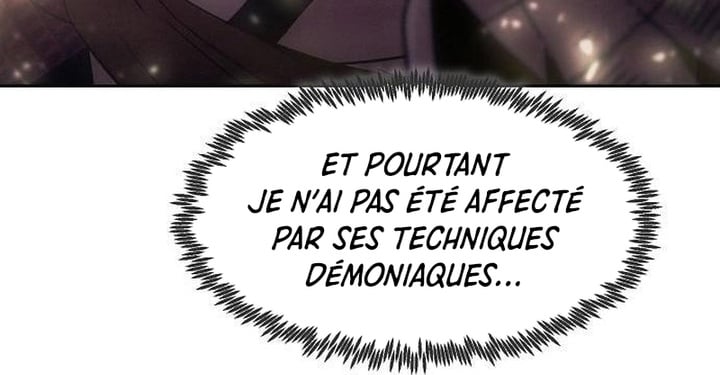 ET POURTANT
JE N'AI PAS ÉTÉ AFFECTÉ
PAR SES TECHNIQUES
DÉMONIAQUES...